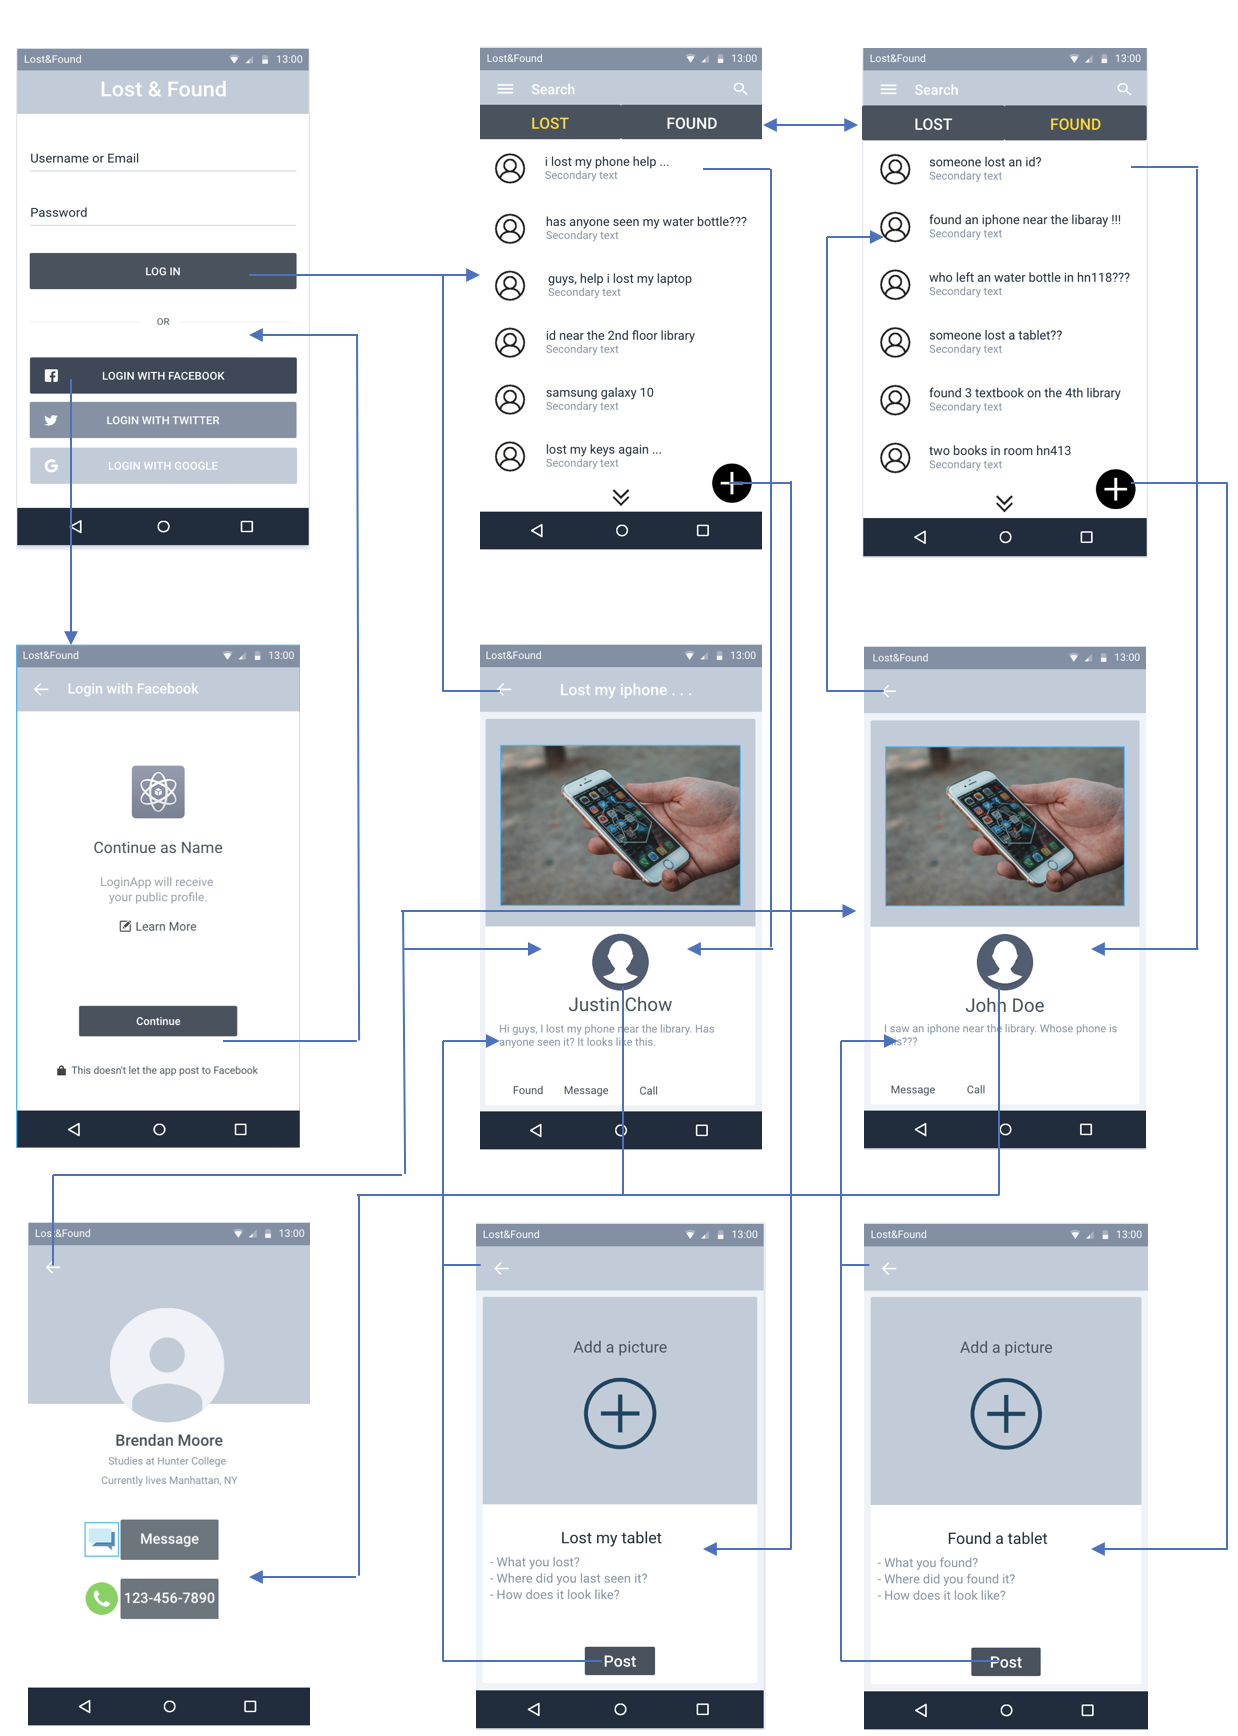 Lost&Found 13:00
Lost & Found
Username or Email
Password
LOG IN
OR
LOGIN WITH FACEBOOK
LOGIN WITH TWITTER
LOGIN WITH GOOGLE
Lost&Found 13:00
Search
LOST FOUND
i lost my phone help ...
Secondary text
has anyone seen my water bottle???
Secondary text
guys, help i lost my laptop
Secondary text
id near the 2nd floor library
Secondary text
samsung galaxy 10
Secondary text
lost my keys again ...
Secondary text
Lost&Found 13:00
Search
LOST FOUND
someone lost an id?
Secondary text
found an iphone near the libaray !!!
Secondary text
who left an water bottle in hn118???
Secondary text
someone lost a tablet??
Secondary text
found 3 textbook on the 4th library
Secondary text
two books in room hn413
Secondary text
Lost&Found 13:00
Login with Facebook
Continue as Name
LoginApp will receive
your public profile.
Learn More
Continue
This doesn't let the app post to Facebook
Lost&Found 13:00
Lost my iphone . . .
Justin Chow
Hi guys, I lost my phone near the library. Has
anyone seen it? It looks like this.
Found Message Call
Lost&Found 13:00
John Doe
I saw an iphone near the library. Whose phone is
this???
Message Call
Lost&Found 13:00
Brendan Moore
Studies at Hunter College
Currently lives Manhattan, NY
Message
123-456-7890
Lost&Found 13:00
Add a picture
Lost my tablet
- What you lost?
- Where did you last seen it?
- How does it look like?
Post
Lost&Found 13:00
Add a picture
Found a tablet
- What you found?
- Where did you found it?
- How does it look like?
Post